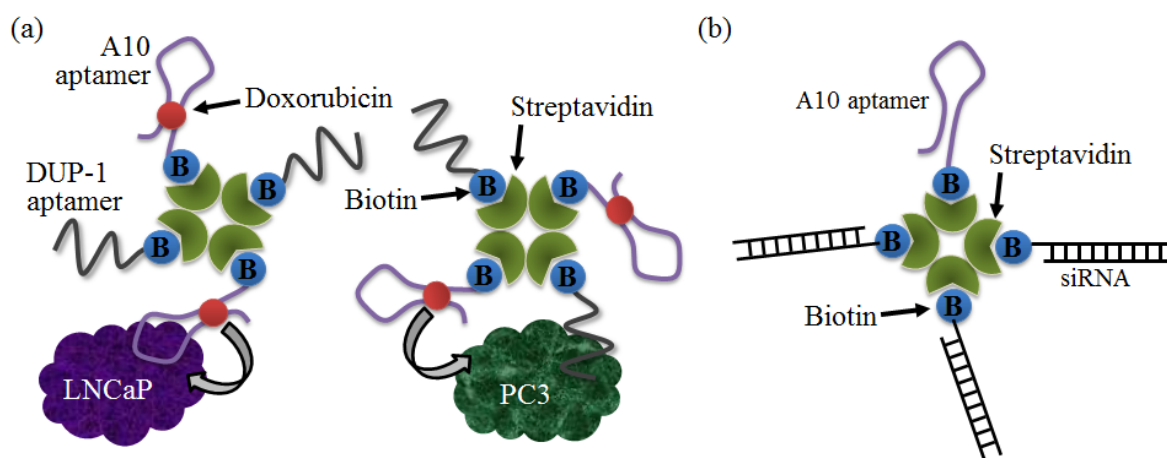 (a)
A10
aptamer
Doxorubicin
Streptavidin
B
B
DUP-1
aptamer
Biotin
B
B
B
B
B
B
LNCaP
PC3
(b)
A10 aptamer
Streptavidin
B
B
B
siRNA
Biotin
B